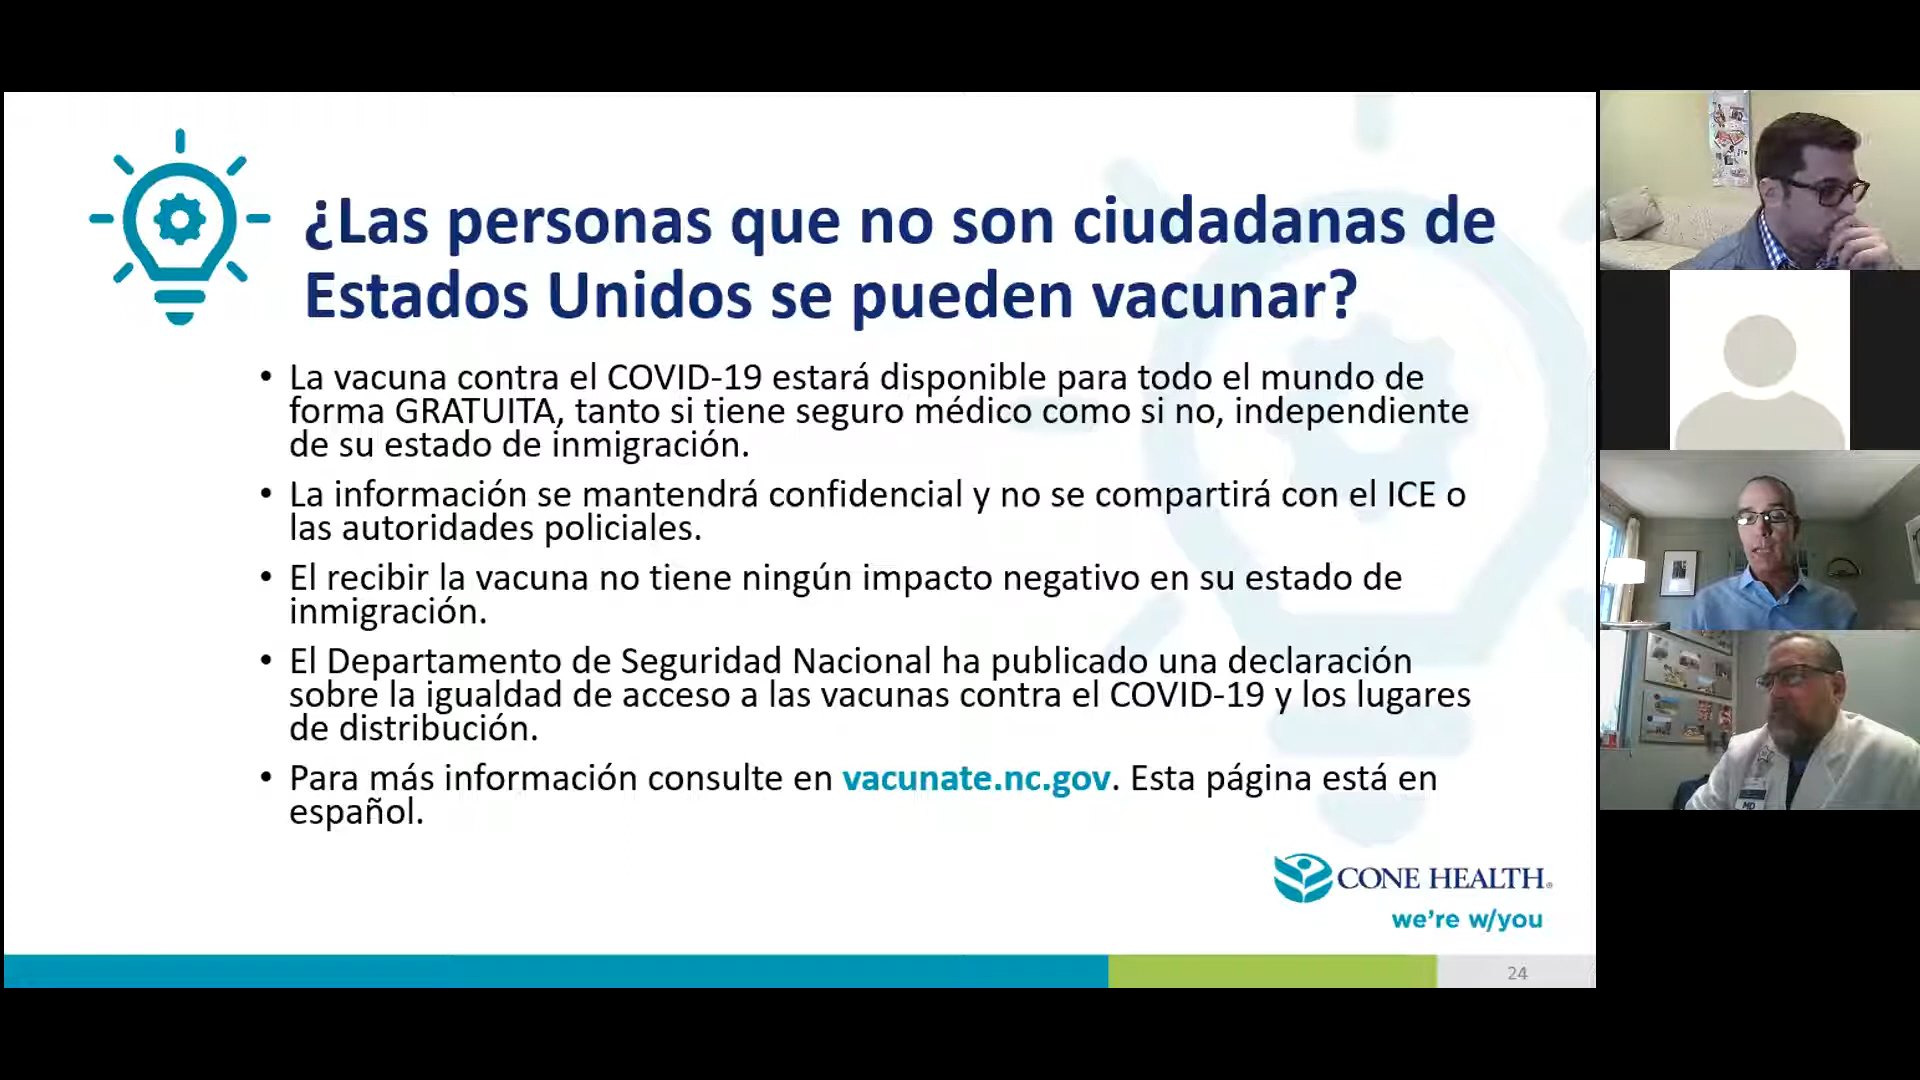 ¿Las personas que no son ciudadanas de
Estados Unidos se pueden vacunar?
• La vacuna contra el COVID-19 estará disponible para todo el mundo de
forma GRATUITA, tanto si tiene seguro médico como si no, independiente
de su estado de inmigración.
• La información se mantendrá confidencial y no se compartirá con el ICE o
las autoridades policiales.
• El recibir la vacuna no tiene ningún impacto negativo en su estado de
inmigración.
• El Departamento de Seguridad Nacional ha publicado una declaración
sobre la igualdad de acceso a las vacunas contra el COVID-19 y los lugares
de distribución.
• Para más información consulte en vacunate.nc.gov. Esta página está en
español.
CONE HEALTH®
we're w/you
24
MD